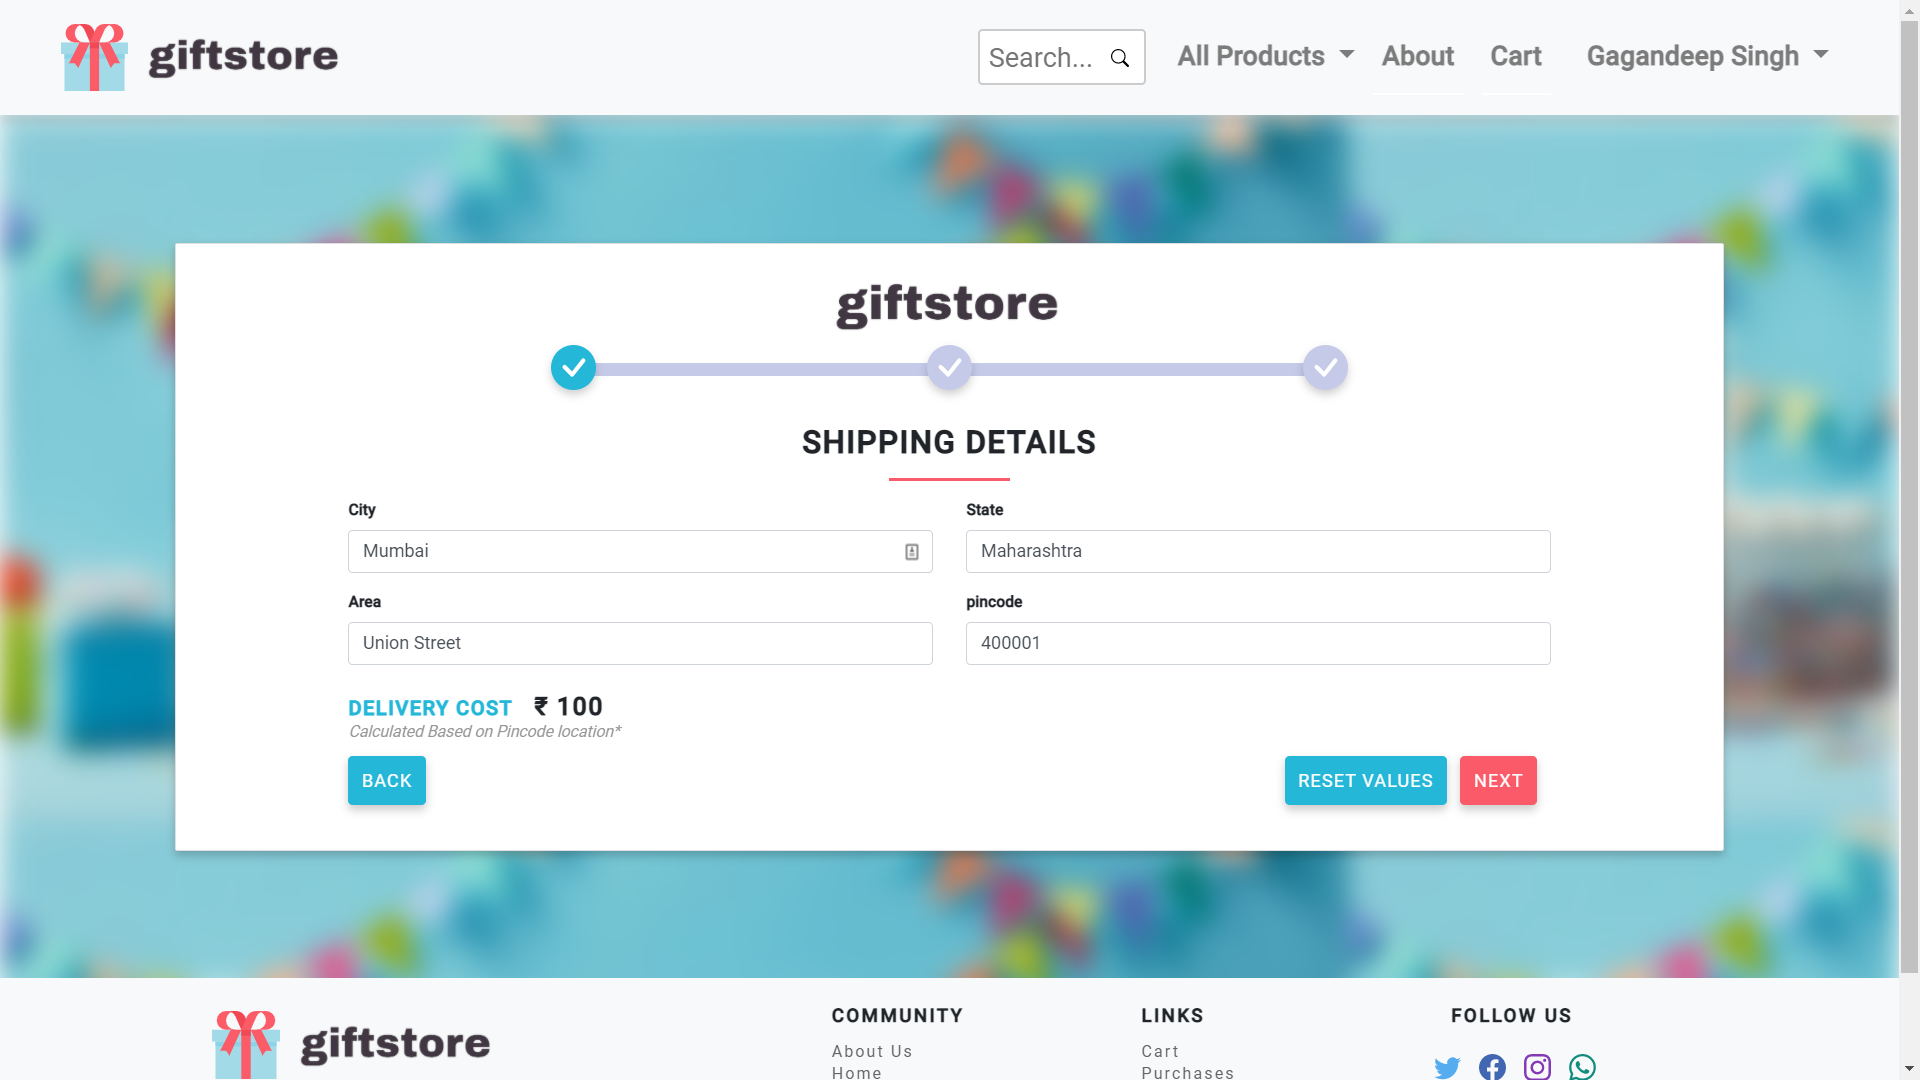 giftstore
Search...
All Products
About
Cart
Gagandeep Singh
giftstore
SHIPPING DETAILS
City
State
Mumbai
Maharashtra
Area
pincode
Union Street
400001
DELIVERY COST ₹ 100
Calculated Based on Pincode location*
BACK
RESET VALUES
NEXT
giftstore
COMMUNITY
About Us
Home
LINKS
Cart
Purchases
FOLLOW US